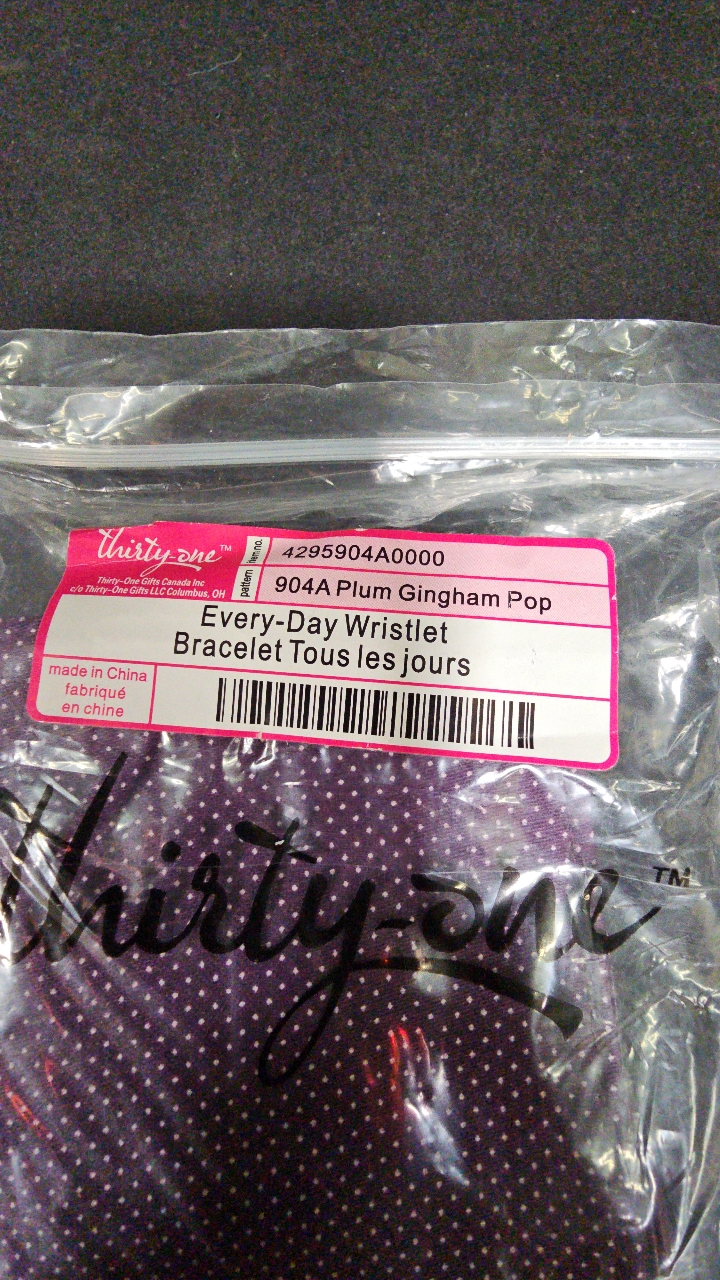 thirty-one™
Thirty-One Gifts Canada Inc
c/o Thirty-One Gifts LLC Columbus, OH
item no.
4295904A0000
pattern
904A Plum Gingham Pop
Every-Day Wristlet
Bracelet Tous les jours
made in China
fabriqué
en chine
thirty-one™